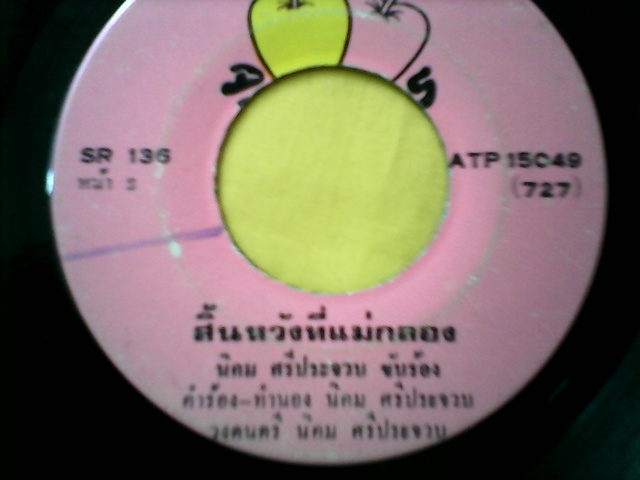 SR 136
ATP 15049
หน้า 2
(727)
สิ้นหวังที่แม่กลอง
นิคม ศรีประจวบ ขับร้อง
คำร้อง-ทำนอง นิคม ศรีประจวบ
วงดนตรี นิคม ศรีประจวบ